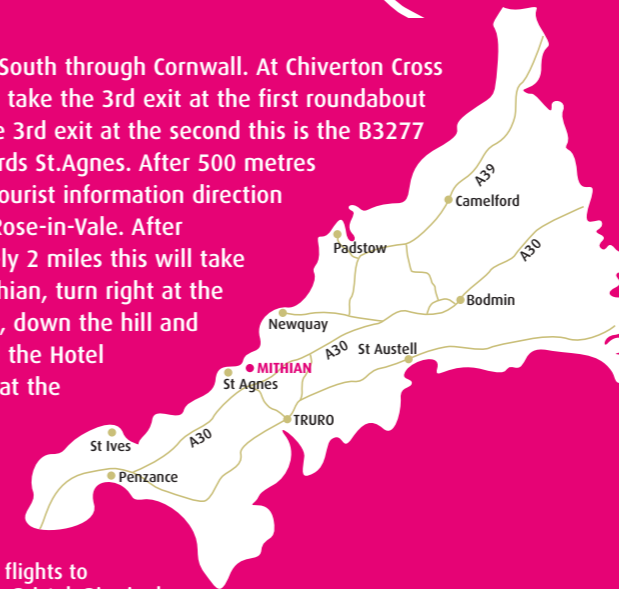 South through Cornwall. At Chiverton Cross
take the 3rd exit at the first roundabout
3rd exit at the second this is the B3277
rds St.Agnes. After 500 metres
ourist information direction
Rose-in-Vale. After
ly 2 miles this will take
hian, turn right at the
, down the hill and
the Hotel
at the
A39
Camelford
Padstow
A30
Bodmin
Newquay
A30
St Austell
MITHIAN
St Agnes
TRURO
St Ives
A30
Penzance
flights to